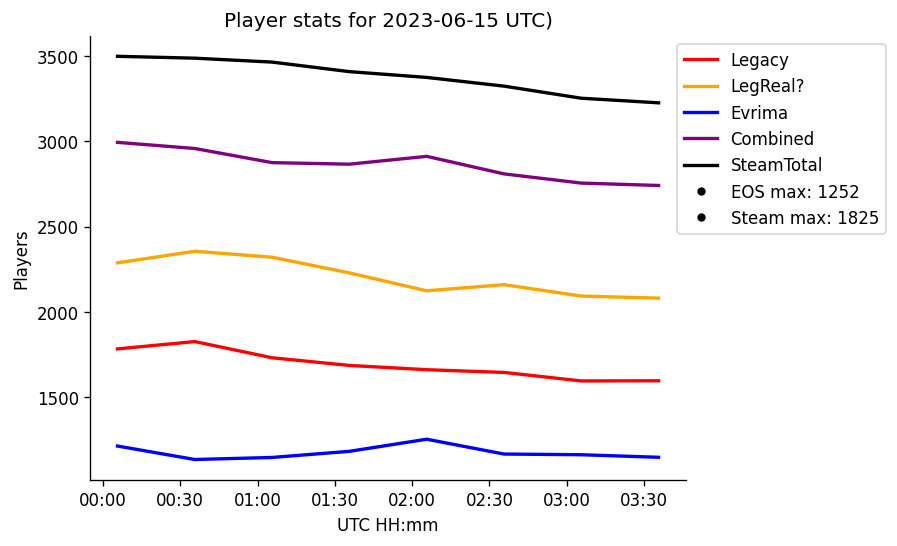 Player stats for 2023-06-15 UTC)
3500
3000
2500
2000
1500
Players
00:00 00:30 01:00 01:30 02:00 02:30 03:00 03:30
UTC HH:mm
Legacy
LegReal?
Evrima
Combined
SteamTotal
EOS max: 1252
Steam max: 1825